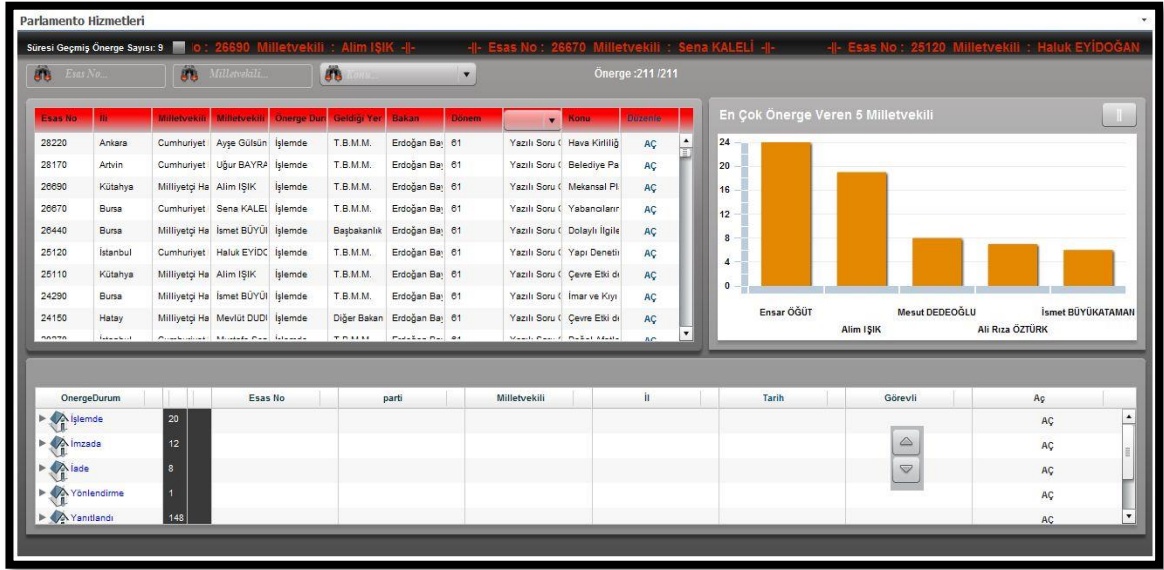 Parlamento Hizmetleri
Süresi Geçmiş Önerge Sayısı: 9 o : 26690 Milletvekili : Alim IŞIK -||- -||- Esas No : 26670 Milletvekili : Sena KALELİ -||- -||- Esas No : 25120 Milletvekili : Haluk EYİDOĞAN
Esas No... Milletvekili... Konu... Önerge :211 /211
Esas No İli Milletvekili Milletvekili Önerge Dur Geldiği Yer Bakan Dönem Konu Düzenle
28220 Ankara Cumhuriyet Ayşe Gülsün İşlemde T.B.M.M. Erdoğan Bay 61 Yazılı Soru Hava Kirliliğ AÇ
28170 Artvin Cumhuriyet Uğur BAYRA İşlemde T.B.M.M. Erdoğan Bay 61 Yazılı Soru Belediye Pa AÇ
26690 Kütahya Milliyetçi Ha Alim IŞIK İşlemde T.B.M.M. Erdoğan Bay 61 Yazılı Soru Mekansal Pl AÇ
26670 Bursa Cumhuriyet Sena KALEL İşlemde T.B.M.M. Erdoğan Bay 61 Yazılı Soru Yabancıların AÇ
26440 Bursa Milliyetçi Ha İsmet BÜYÜ İşlemde Başbakanlık Erdoğan Bay 61 Yazılı Soru Dolaylı İlgile AÇ
25120 İstanbul Cumhuriyet Haluk EYİDO İşlemde T.B.M.M. Erdoğan Bay 61 Yazılı Soru Yapı Denetir AÇ
25110 Kütahya Milliyetçi Ha Alim IŞIK İşlemde T.B.M.M. Erdoğan Bay 61 Yazılı Soru Çevre Etki de AÇ
24290 Bursa Milliyetçi Ha İsmet BÜYÜ İşlemde T.B.M.M. Erdoğan Bay 61 Yazılı Soru İmar ve Kıyı AÇ
24150 Hatay Milliyetçi Ha Mevlüt DUDU İşlemde Diğer Bakan Erdoğan Bay 61 Yazılı Soru Çevre Etki de AÇ
En Çok Önerge Veren 5 Milletvekili
24
20
16
12
8
4
0
Ensar ÖĞÜT Mesut DEDEOĞLU İsmet BÜYÜKATAMAN
Alim IŞIK Ali Rıza ÖZTÜRK
OnergeDurum Esas No parti Milletvekili İl Tarih Görevli Aç
İşlemde 20 AÇ
İmzada 12 AÇ
İade 8 AÇ
Yönlendirme 1 AÇ
Yanıtlandı 148 AÇ